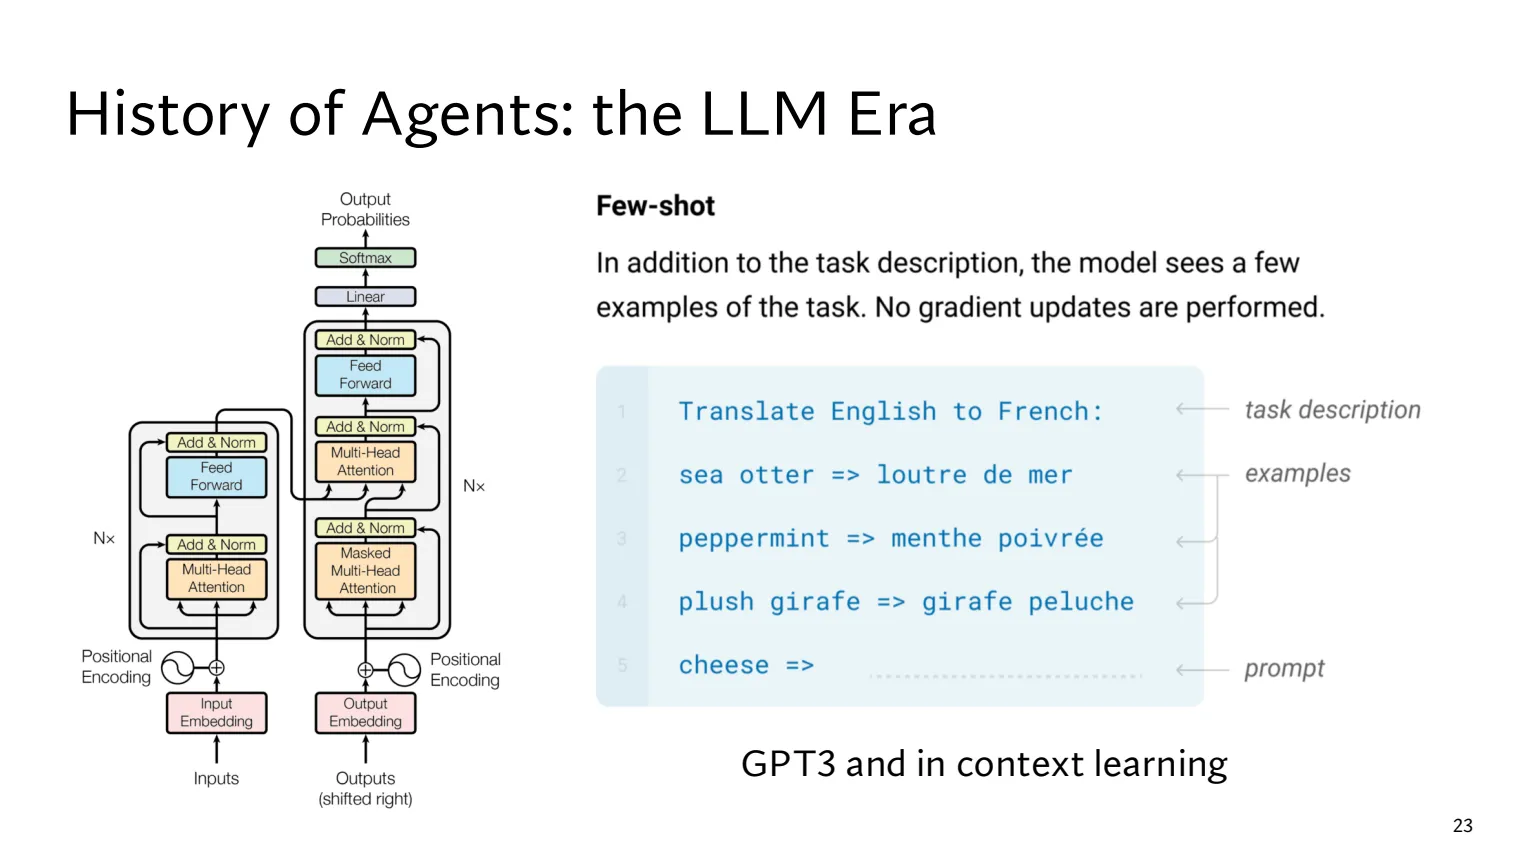 History of Agents: the LLM Era
Output
Probabilities
Softmax
Linear
Add & Norm
Feed
Forward
Add & Norm
Multi-Head
Attention
Add & Norm
Masked
Multi-Head
Attention
Nx
Add & Norm
Feed
Forward
Add & Norm
Multi-Head
Attention
Nx
Positional
Encoding
Positional
Encoding
Input
Embedding
Output
Embedding
Inputs
Outputs
(shifted right)
Few-shot
In addition to the task description, the model sees a few
examples of the task. No gradient updates are performed.
1 Translate English to French: task description
2 sea otter => loutre de mer examples
3 peppermint => menthe poivrée
4 plush girafe => girafe peluche
5 cheese => prompt
GPT3 and in context learning
23